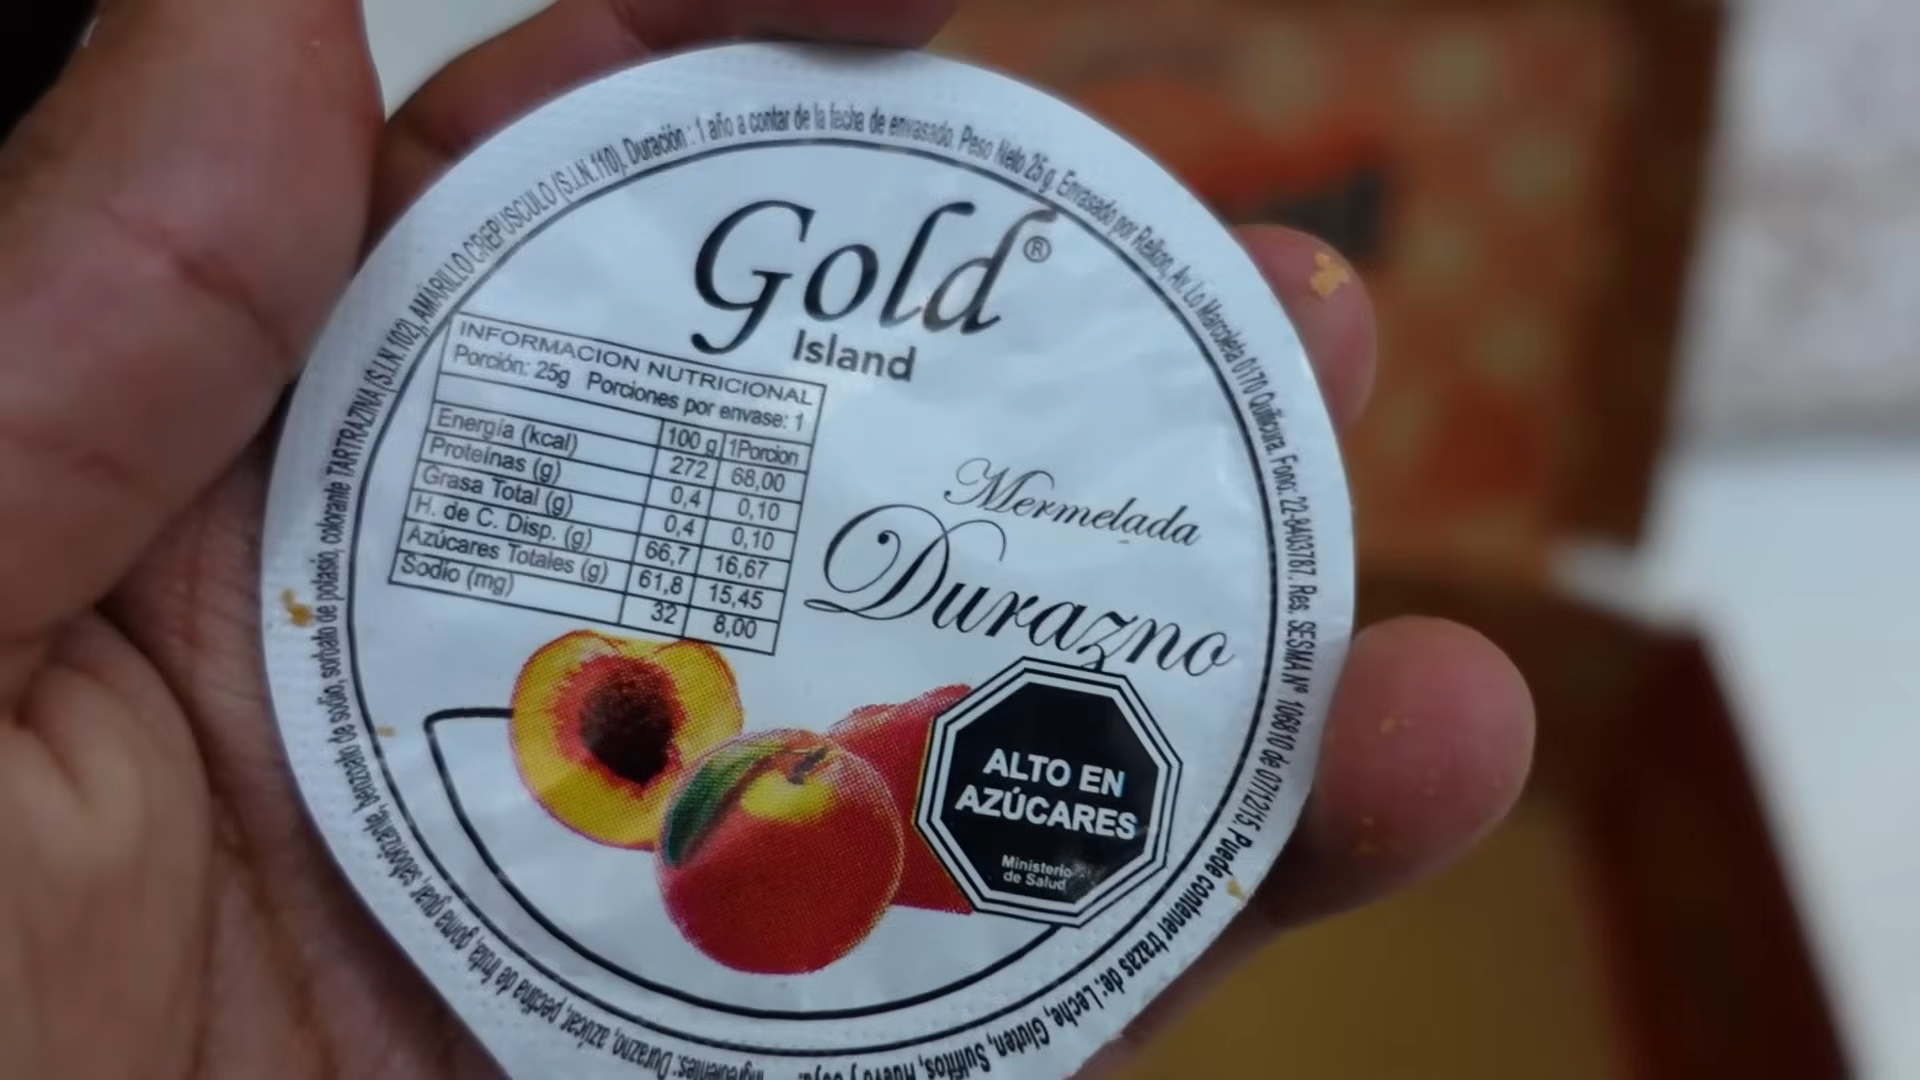 Gold®
Island
INFORMACION NUTRICIONAL
Porción: 25g Porciones por envase: 1
100 g 1Porcion
Energía (kcal) 272 68,00
Proteínas (g) 0,4 0,10
Grasa Total (g) 0,4 0,10
H. de C. Disp. (g) 66,7 16,67
Azúcares Totales (g) 61,8 15,45
Sodio (mg) 32 8,00
Mermelada
Durazno
ALTO EN
AZÚCARES
Ministerio
de Salud
Ingredientes: Durazno, azúcar, pectina de fruta, goma guar, saborizante, benzoato de sodio, sorbato de potasio, colorante TARTRAZINA (S.I.N.102), AMARILLO CREPUSCULO (S.I.N.110). Duración: 1 año a contar de la fecha de envasado. Peso Neto 25 g. Envasado por Relkon, Av. Lo Marcoleta 0170 Quilicura. Fono: 22-8403787. Res. SESMA N° 106610 de 07/12/15. Puede contener trazas de: Leche, Gluten, Sulfitos, Huevo y Soya.